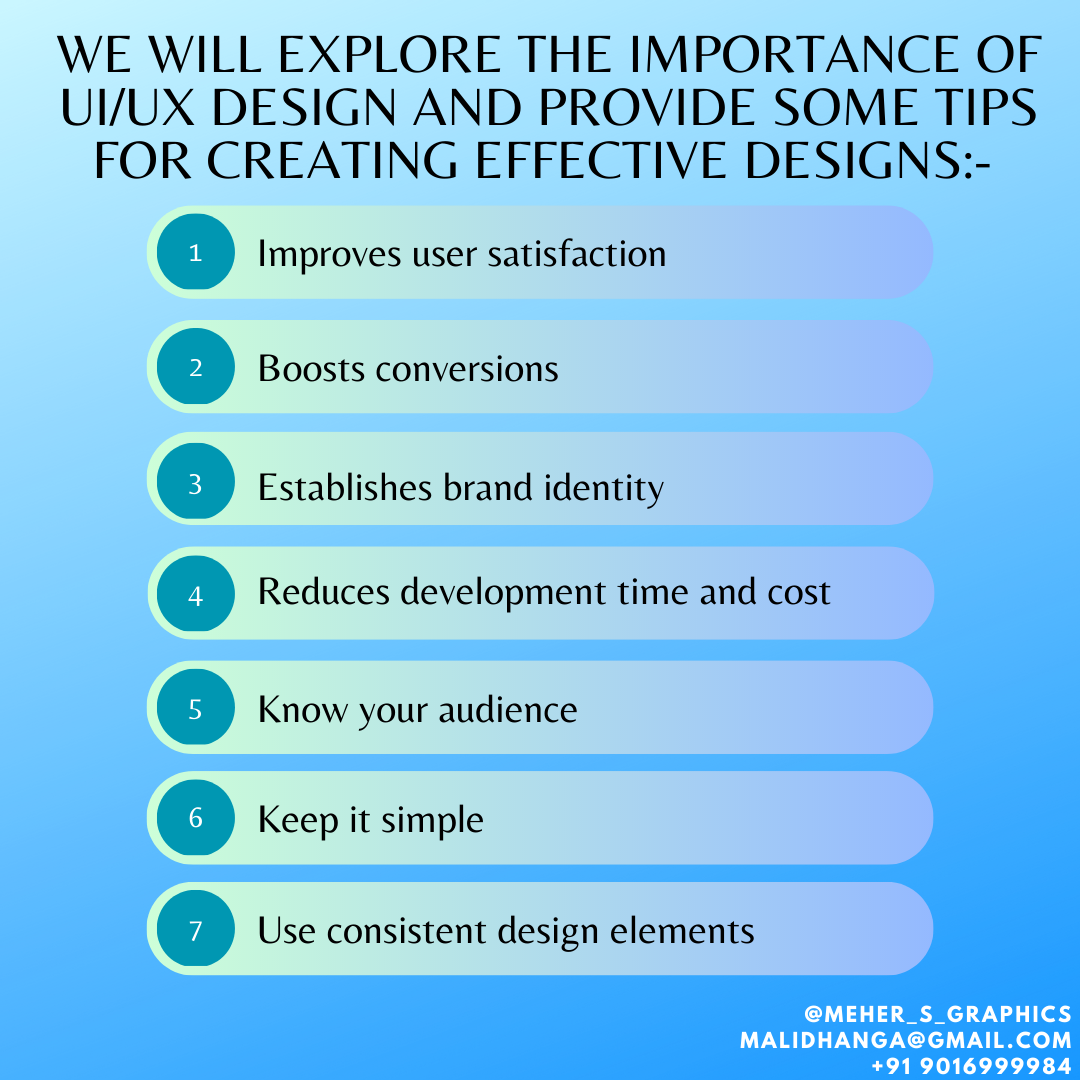 WE WILL EXPLORE THE IMPORTANCE OF
UI/UX DESIGN AND PROVIDE SOME TIPS
FOR CREATING EFFECTIVE DESIGNS:-
1 Improves user satisfaction
2 Boosts conversions
3 Establishes brand identity
4 Reduces development time and cost
5 Know your audience
6 Keep it simple
7 Use consistent design elements
@MEHER_S_GRAPHICS
MALIDHANGA@GMAIL.COM
+91 9016999984